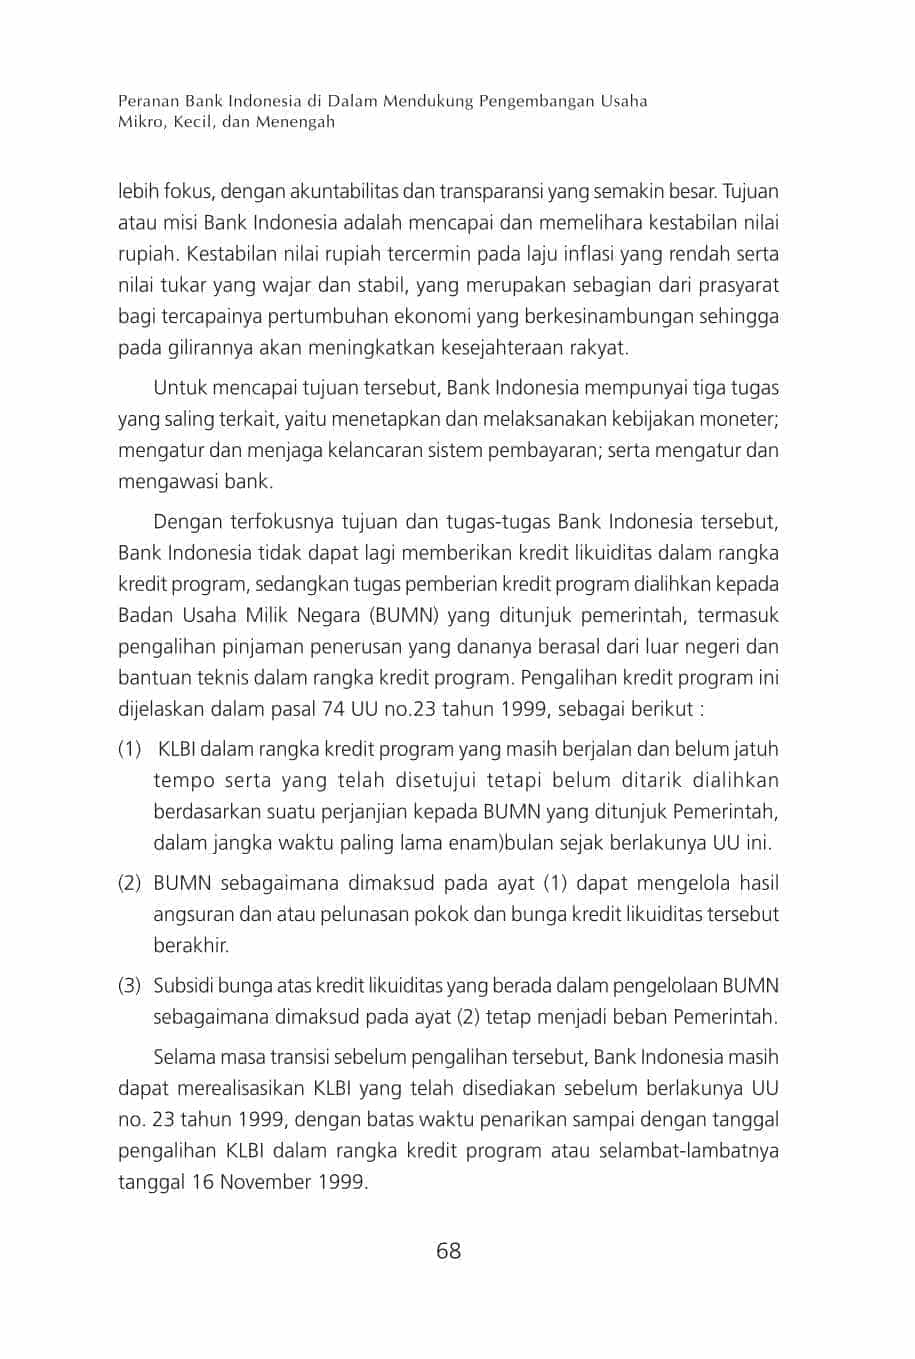 Peranan Bank Indonesia di Dalam Mendukung Pengembangan Usaha
Mikro, Kecil, dan Menengah
lebih fokus, dengan akuntabilitas dan transparansi yang semakin besar. Tujuan
atau misi Bank Indonesia adalah mencapai dan memelihara kestabilan nilai
rupiah. Kestabilan nilai rupiah tercermin pada laju inflasi yang rendah serta
nilai tukar yang wajar dan stabil, yang merupakan sebagian dari prasyarat
bagi tercapainya pertumbuhan ekonomi yang berkesinambungan sehingga
pada gilirannya akan meningkatkan kesejahteraan rakyat.
Untuk mencapai tujuan tersebut, Bank Indonesia mempunyai tiga tugas
yang saling terkait, yaitu menetapkan dan melaksanakan kebijakan moneter;
mengatur dan menjaga kelancaran sistem pembayaran; serta mengatur dan
mengawasi bank.
Dengan terfokusnya tujuan dan tugas-tugas Bank Indonesia tersebut,
Bank Indonesia tidak dapat lagi memberikan kredit likuiditas dalam rangka
kredit program, sedangkan tugas pemberian kredit program dialihkan kepada
Badan Usaha Milik Negara (BUMN) yang ditunjuk pemerintah, termasuk
pengalihan pinjaman penerusan yang dananya berasal dari luar negeri dan
bantuan teknis dalam rangka kredit program. Pengalihan kredit program ini
dijelaskan dalam pasal 74 UU no.23 tahun 1999, sebagai berikut :
(1) KLBI dalam rangka kredit program yang masih berjalan dan belum jatuh
tempo serta yang telah disetujui tetapi belum ditarik dialihkan
berdasarkan suatu perjanjian kepada BUMN yang ditunjuk Pemerintah,
dalam jangka waktu paling lama enam)bulan sejak berlakunya UU ini.
(2) BUMN sebagaimana dimaksud pada ayat (1) dapat mengelola hasil
angsuran dan atau pelunasan pokok dan bunga kredit likuiditas tersebut
berakhir.
(3) Subsidi bunga atas kredit likuiditas yang berada dalam pengelolaan BUMN
sebagaimana dimaksud pada ayat (2) tetap menjadi beban Pemerintah.
Selama masa transisi sebelum pengalihan tersebut, Bank Indonesia masih
dapat merealisasikan KLBI yang telah disediakan sebelum berlakunya UU
no. 23 tahun 1999, dengan batas waktu penarikan sampai dengan tanggal
pengalihan KLBI dalam rangka kredit program atau selambat-lambatnya
tanggal 16 November 1999.
68